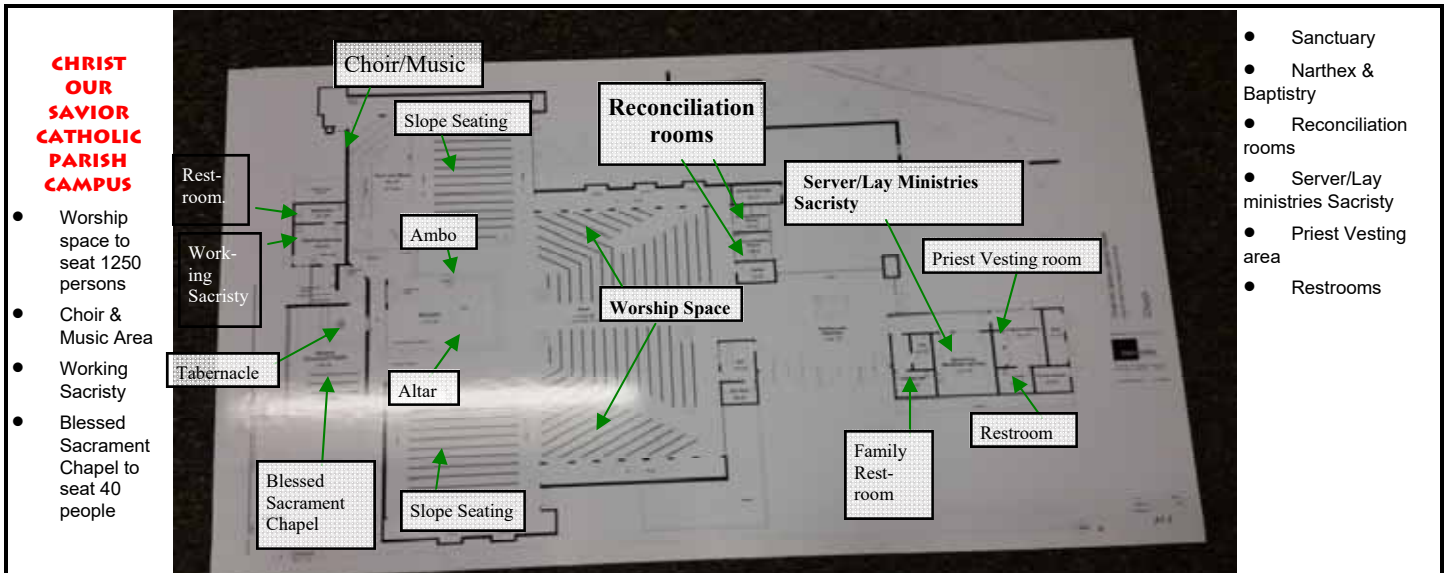 CHRIST
OUR
SAVIOR
CATHOLIC
PARISH
CAMPUS
● Worship
space to
seat 1250
persons
● Choir &
Music Area
● Working
Sacristy
● Blessed
Sacrament
Chapel to
seat 40
people
Choir/Music
Slope Seating
Rest-
room.
Work-
ing
Sacristy
Ambo
Tabernacle
Altar
Blessed
Sacrament
Chapel
Slope Seating
Reconciliation
rooms
Worship Space
Server/Lay Ministries
Sacristy
Priest Vesting room
Family
Rest-
room
Restroom
● Sanctuary
● Narthex &
Baptistry
● Reconciliation
rooms
● Server/Lay
ministries Sacristy
● Priest Vesting
area
● Restrooms